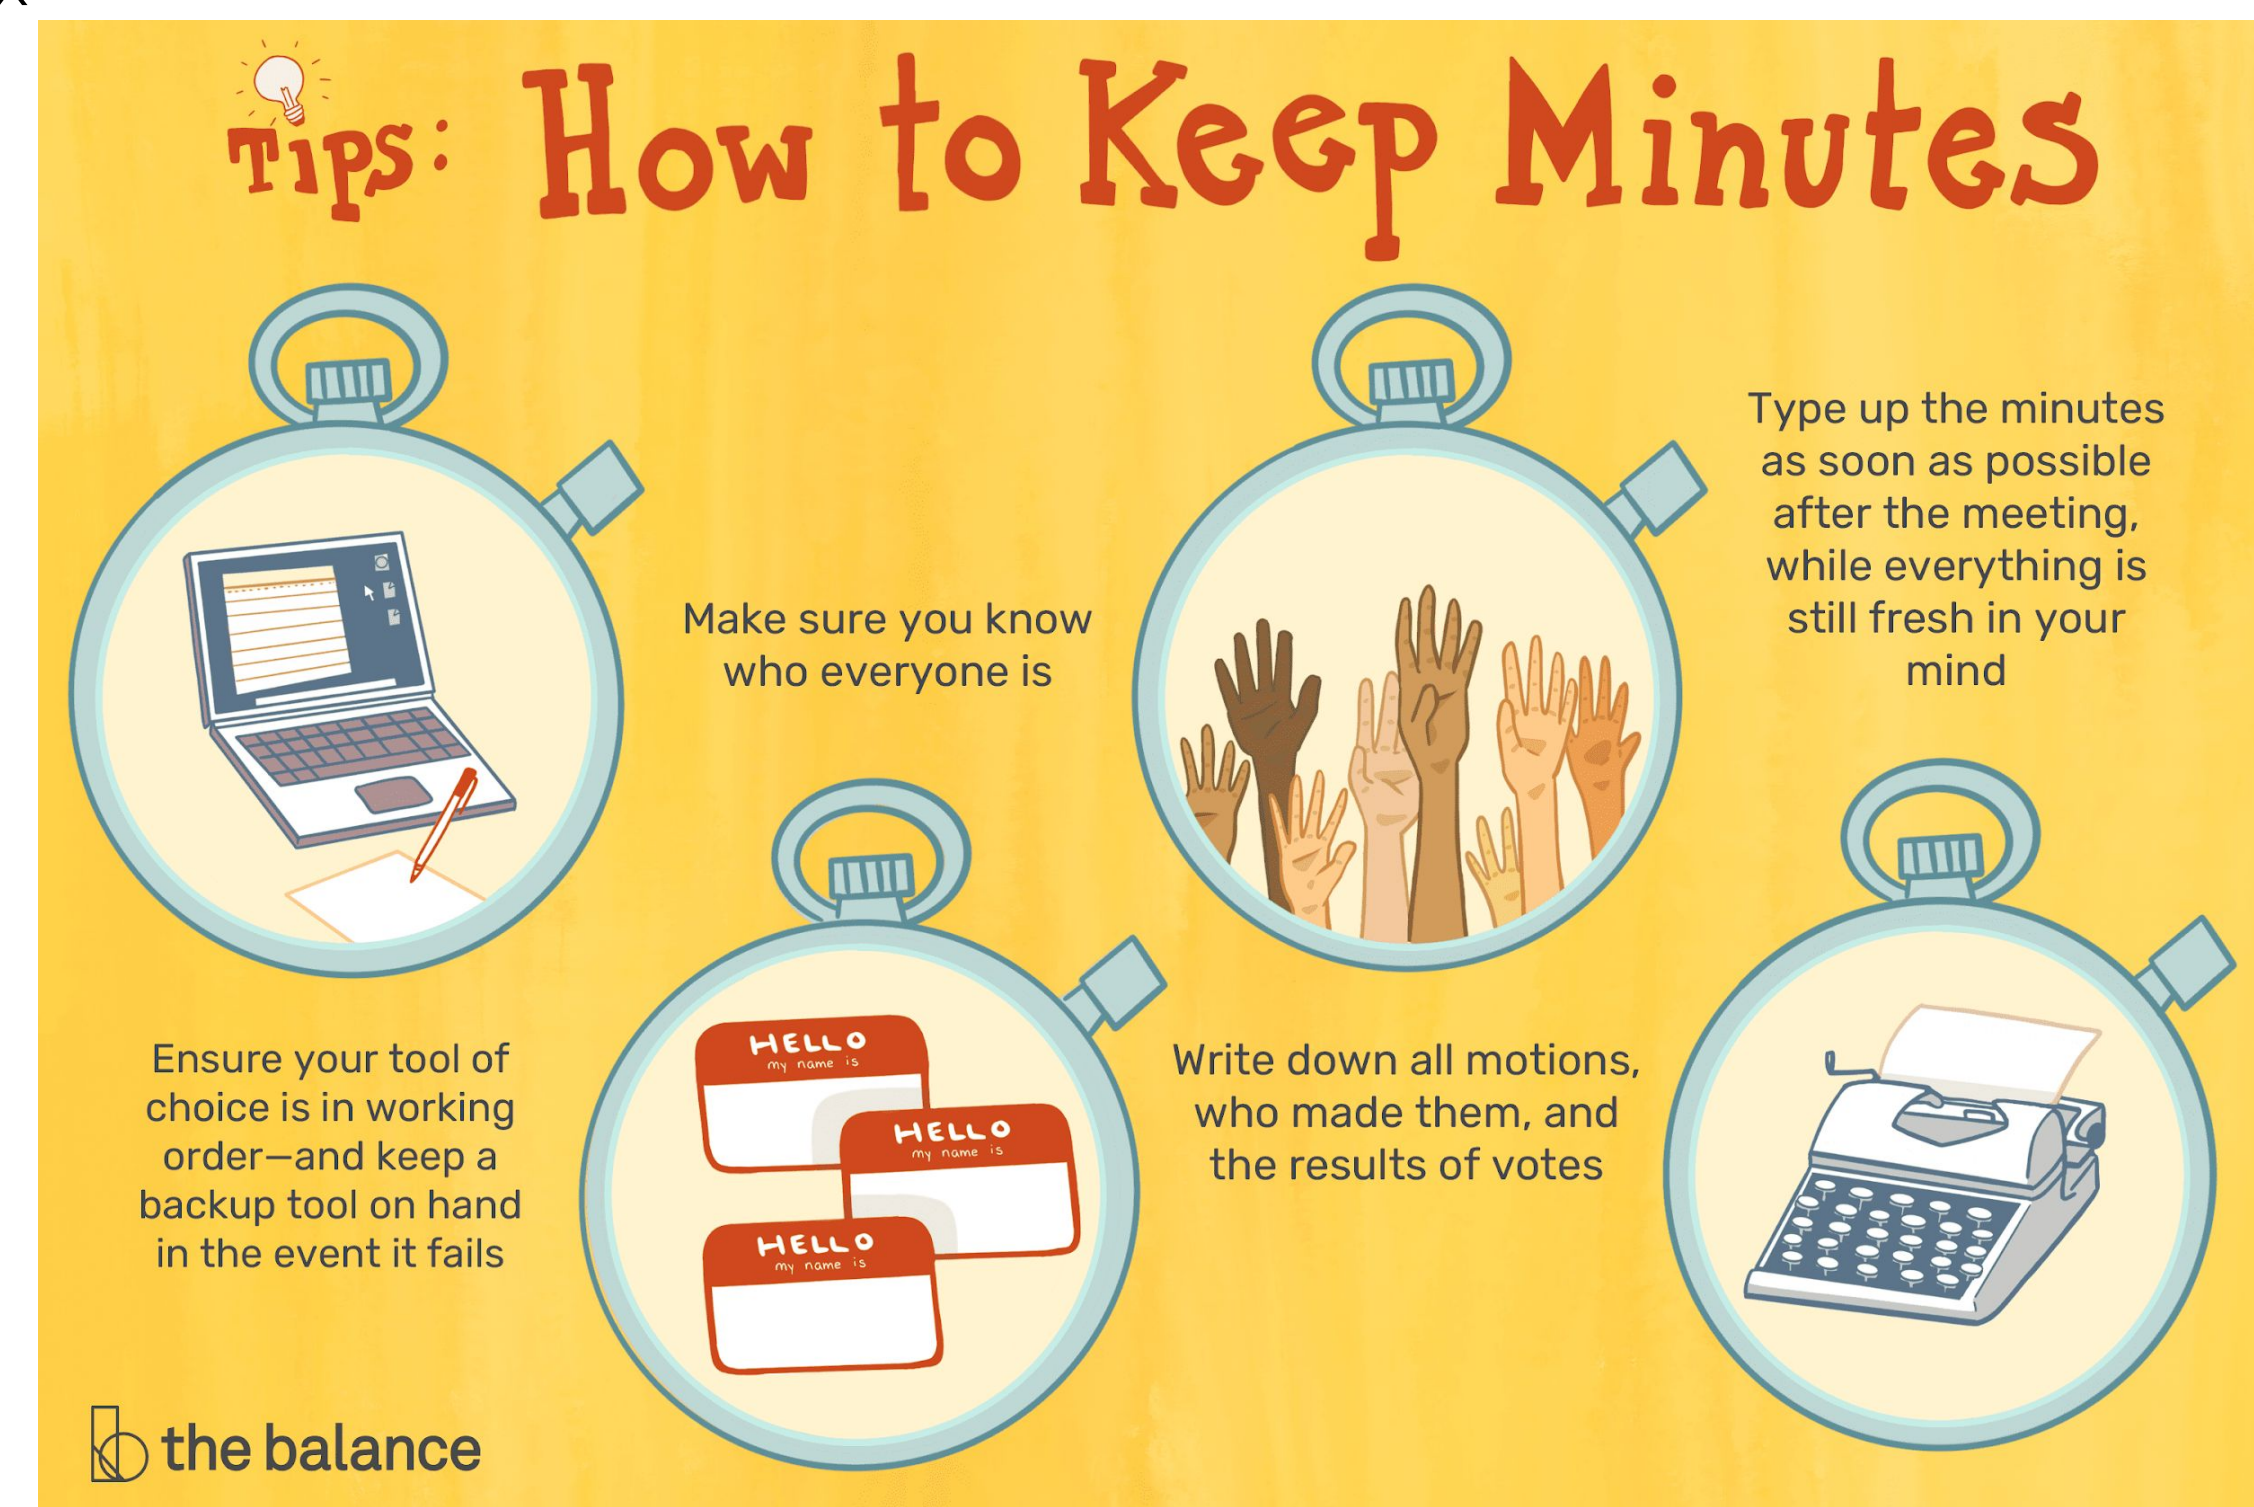 Tips: How to Keep Minutes
Ensure your tool of
choice is in working
order—and keep a
backup tool on hand
in the event it fails
Make sure you know
who everyone is
HELLO
my name is
HELLO
my name is
HELLO
my name is
Write down all motions,
who made them, and
the results of votes
Type up the minutes
as soon as possible
after the meeting,
while everything is
still fresh in your
mind
the balance